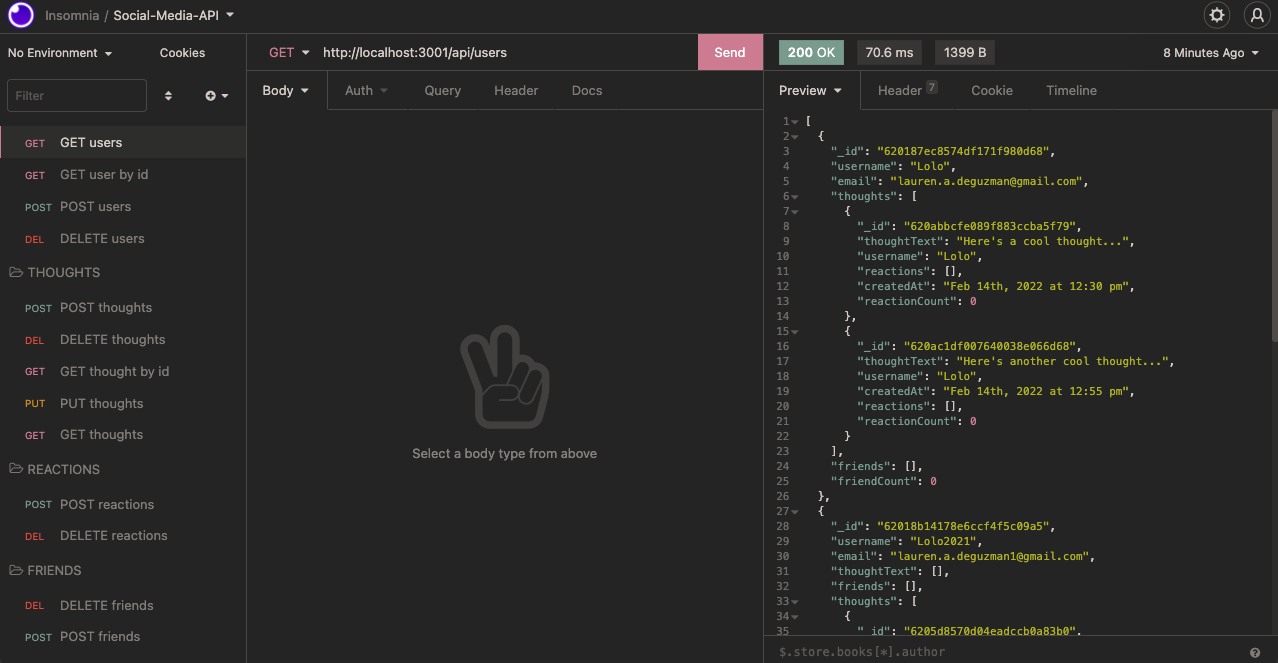 Insomnia / Social-Media-API
No Environment
Cookies
GET http://localhost:3001/api/users
Send
200 OK
70.6 ms
1399 B
8 Minutes Ago
Filter
Body
Auth
Query
Header
Docs
Preview
Header 7
Cookie
Timeline
GET GET users
GET GET user by id
POST POST users
DEL DELETE users
THOUGHTS
POST POST thoughts
DEL DELETE thoughts
GET GET thought by id
PUT PUT thoughts
GET GET thoughts
REACTIONS
POST POST reactions
DEL DELETE reactions
FRIENDS
DEL DELETE friends
POST POST friends
Select a body type from above
1 [
2 {
3 "_id": "620187ec8574df171f980d68",
4 "username": "Lolo",
5 "email": "lauren.a.deguzman@gmail.com",
6 "thoughts": [
7 {
8 "_id": "620abbcfe089f883ccba5f79",
9 "thoughtText": "Here's a cool thought...",
10 "username": "Lolo",
11 "reactions": [],
12 "createdAt": "Feb 14th, 2022 at 12:30 pm",
13 "reactionCount": 0
14 },
15 {
16 "_id": "620ac1df007640038e066d68",
17 "thoughtText": "Here's another cool thought...",
18 "username": "Lolo",
19 "createdAt": "Feb 14th, 2022 at 12:55 pm",
20 "reactions": [],
21 "reactionCount": 0
22 }
23 ],
24 "friends": [],
25 "friendCount": 0
26 },
27 {
28 "_id": "62018b14178e6ccf4f5c09a5",
29 "username": "Lolo2021",
30 "email": "lauren.a.deguzman1@gmail.com",
31 "thoughtText": [],
32 "friends": [],
33 "thoughts": [
34 {
35 "_id": "6205d8570d04eadccb0a83b0",
$.store.books[*].author